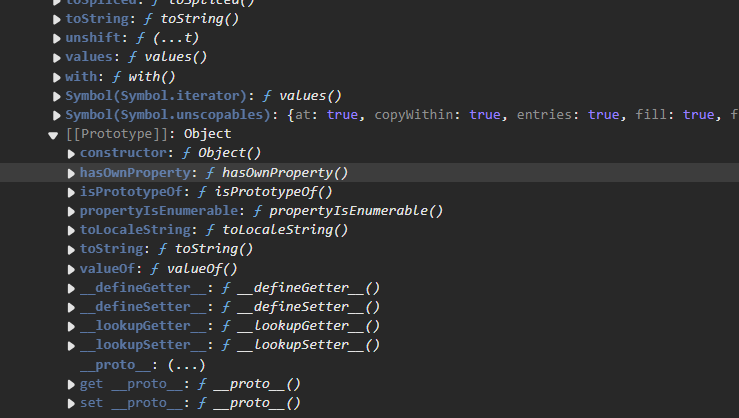 toSpliced: ƒ toSpliced()
toString: ƒ toString()
unshift: ƒ (...t)
values: ƒ values()
with: ƒ with()
Symbol(Symbol.iterator): ƒ values()
Symbol(Symbol.unscopables): {at: true, copyWithin: true, entries: true, fill: true, f
[[Prototype]]: Object
constructor: ƒ Object()
hasOwnProperty: ƒ hasOwnProperty()
isPrototypeOf: ƒ isPrototypeOf()
propertyIsEnumerable: ƒ propertyIsEnumerable()
toLocaleString: ƒ toLocaleString()
toString: ƒ toString()
valueOf: ƒ valueOf()
__defineGetter__: ƒ __defineGetter__()
__defineSetter__: ƒ __defineSetter__()
__lookupGetter__: ƒ __lookupGetter__()
__lookupSetter__: ƒ __lookupSetter__()
__proto__: (...)
get __proto__: ƒ __proto__()
set __proto__: ƒ __proto__()